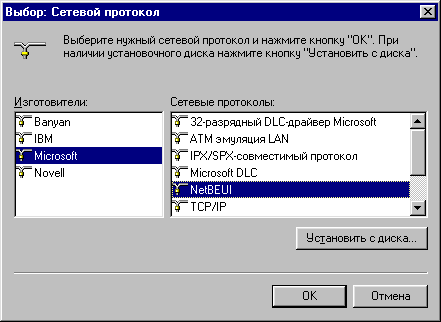 Выбор: Сетевой протокол
Выберите нужный сетевой протокол и нажмите кнопку "ОК". При
наличии установочного диска нажмите кнопку "Установить с диска".
Изготовители:
Banyan
IBM
Microsoft
Novell
Сетевые протоколы:
32-разрядный DLC-драйвер Microsoft
ATM эмуляция LAN
IPX/SPX-совместимый протокол
Microsoft DLC
NetBEUI
TCP/IP
Установить с диска...
ОК
Отмена